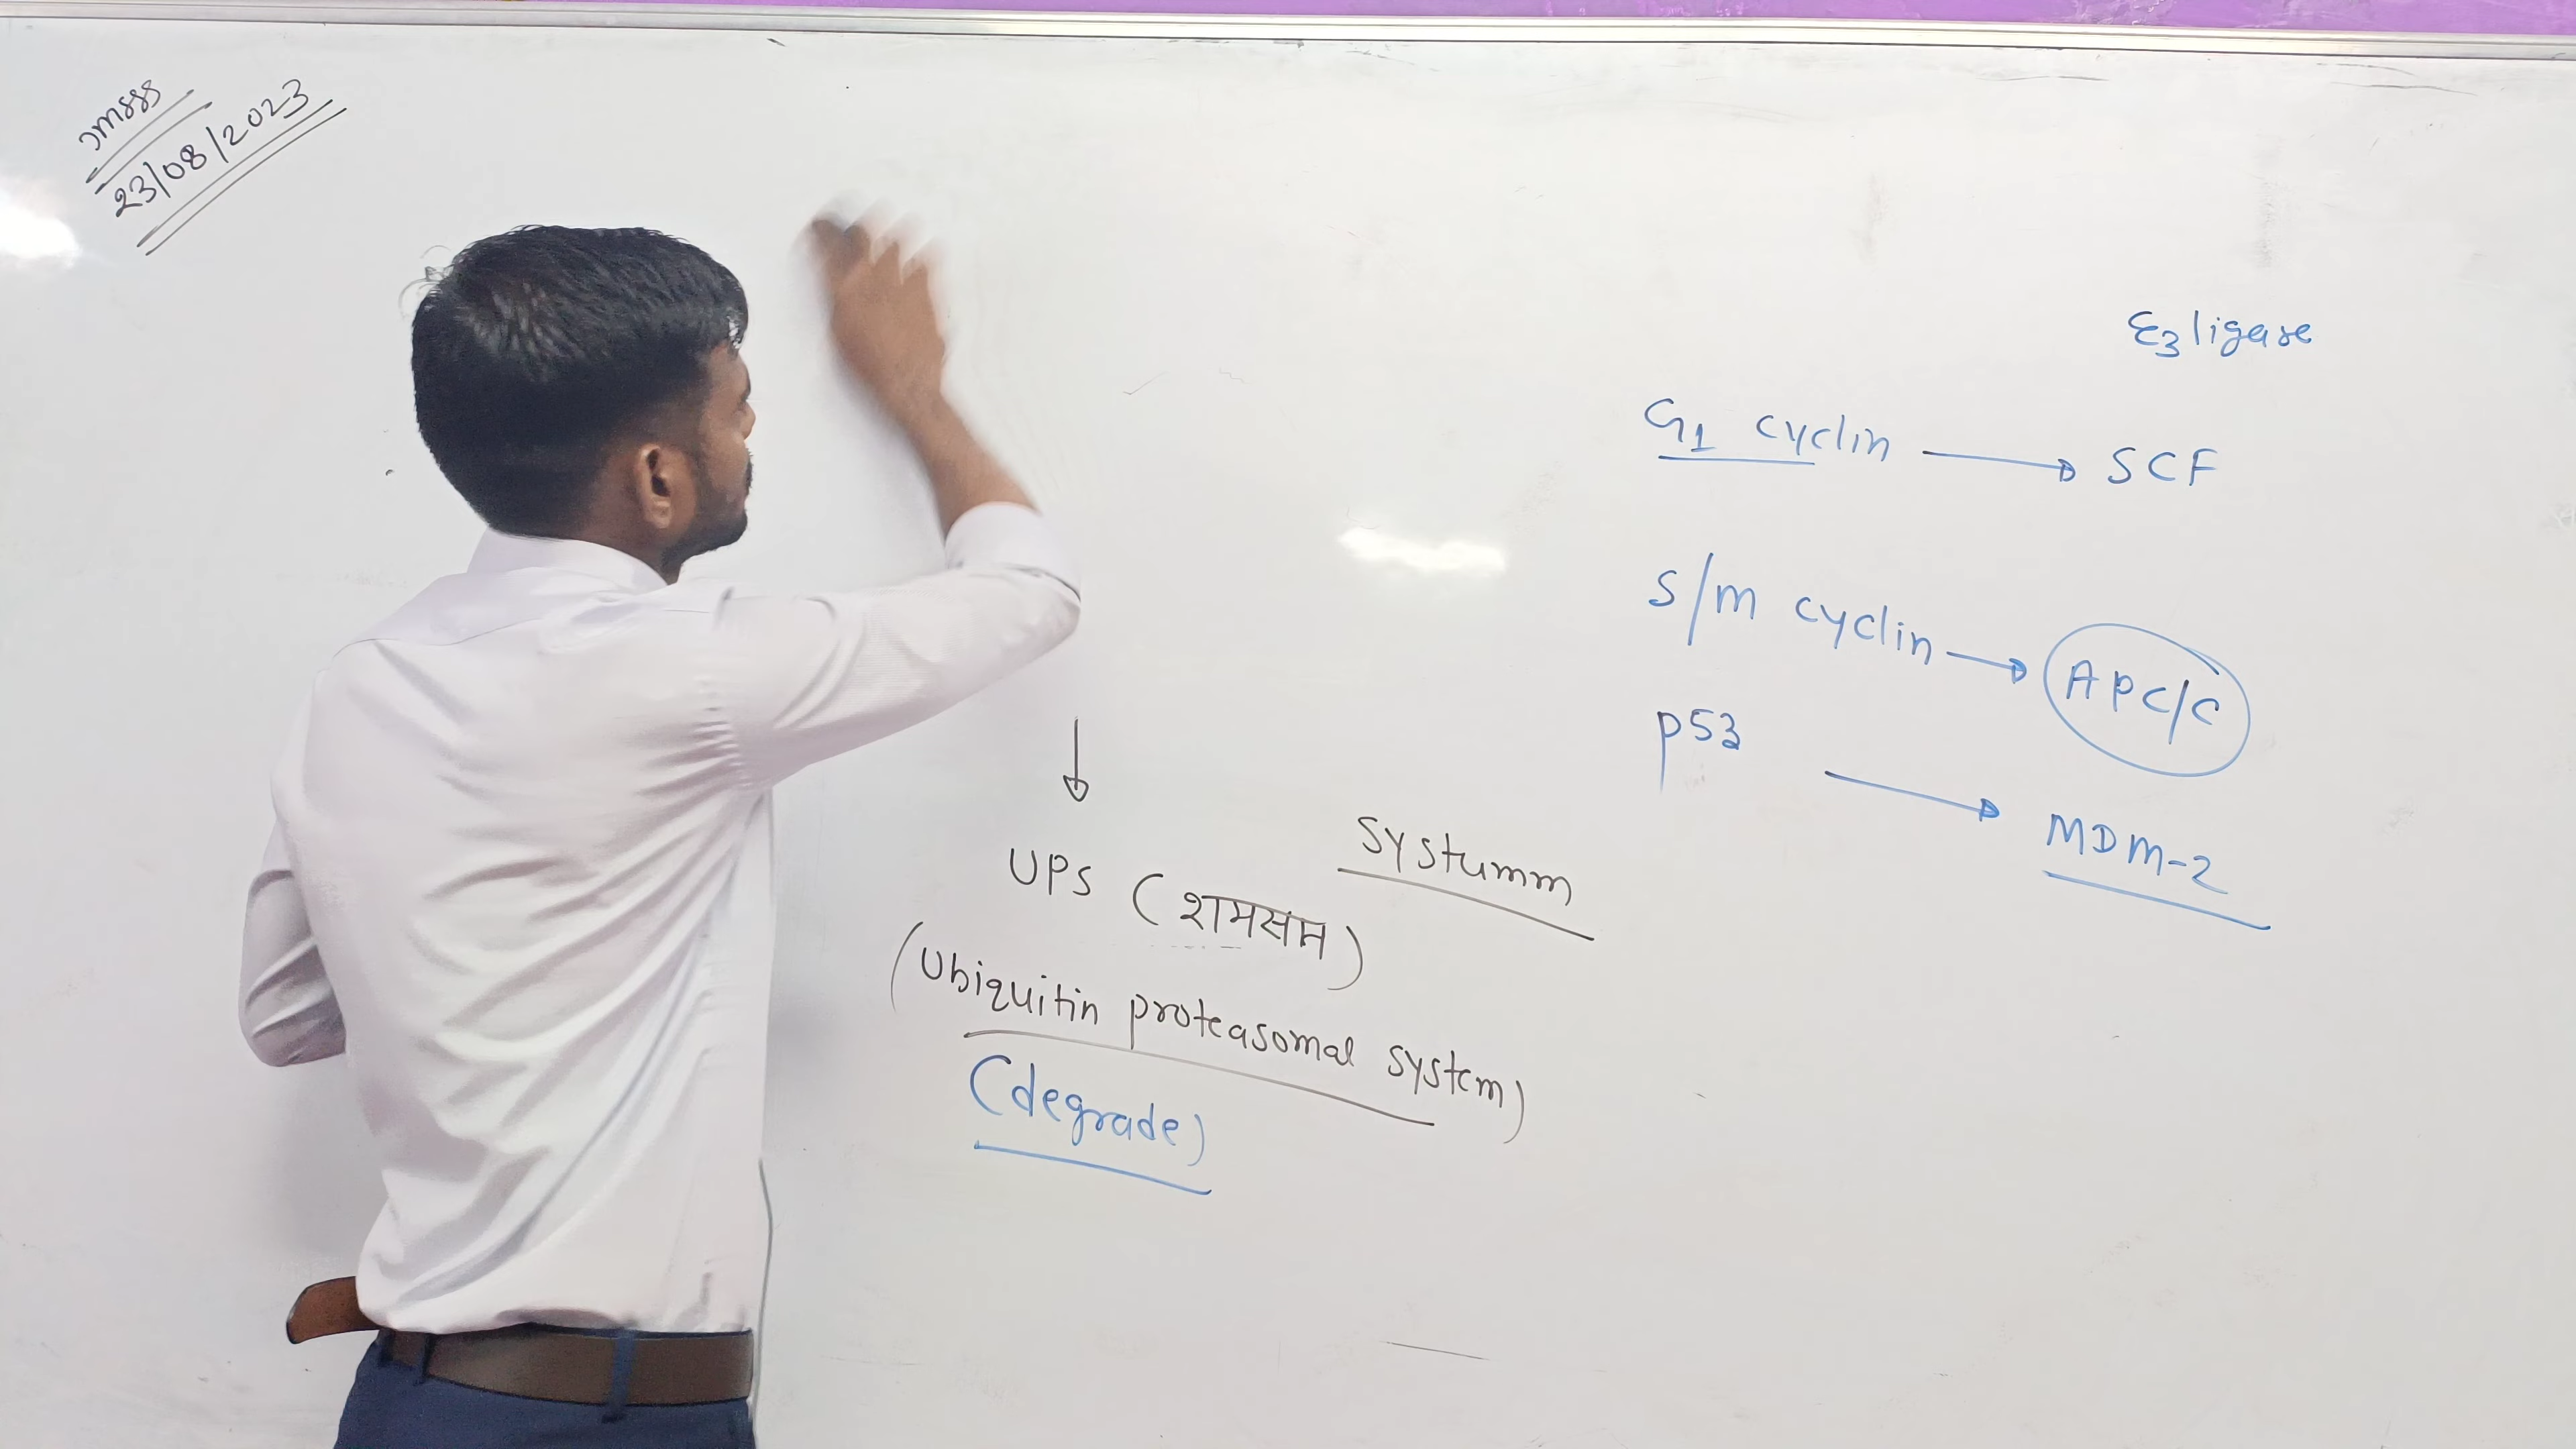 23/08/2023
E3 ligase
G1 cyclin → SCF
S/m cyclin → APC/C
p53 → MDM-2
systumm
UPS (शमसान)
(Ubiquitin proteasomal system)
(degrade)